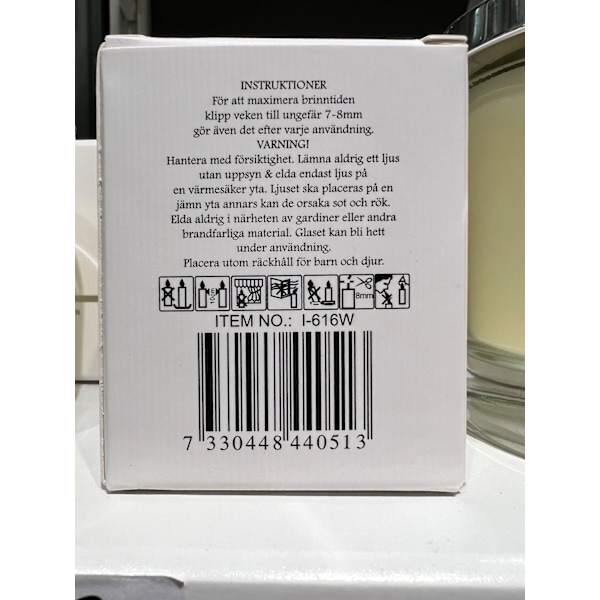 INSTRUKTIONER
För att maximera brinntiden
klipp veken till ungefär 7-8mm
gör även det efter varje användning.
VARNING!
Hantera med försiktighet. Lämna aldrig ett ljus
utan uppsyn & elda endast ljus på
en värmesäker yta. Ljuset ska placeras på en
jämn yta annars kan de orsaka sot och rök.
Elda aldrig i närheten av gardiner eller andra
brandfarliga material. Glaset kan bli hett
under användning.
Placera utom räckhåll för barn och djur.
8mm
ITEM NO.: I-616W
7 330448 440513